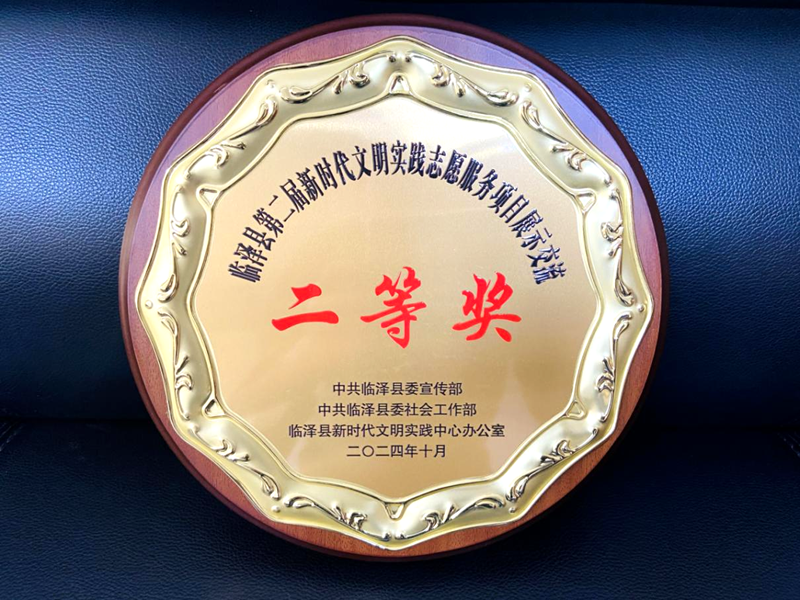 临泽县第二届新时代文明实践志愿服务项目展示交流
二等奖
中共临泽县委宣传部
中共临泽县委社会工作部
临泽县新时代文明实践中心办公室
二〇二四年十月